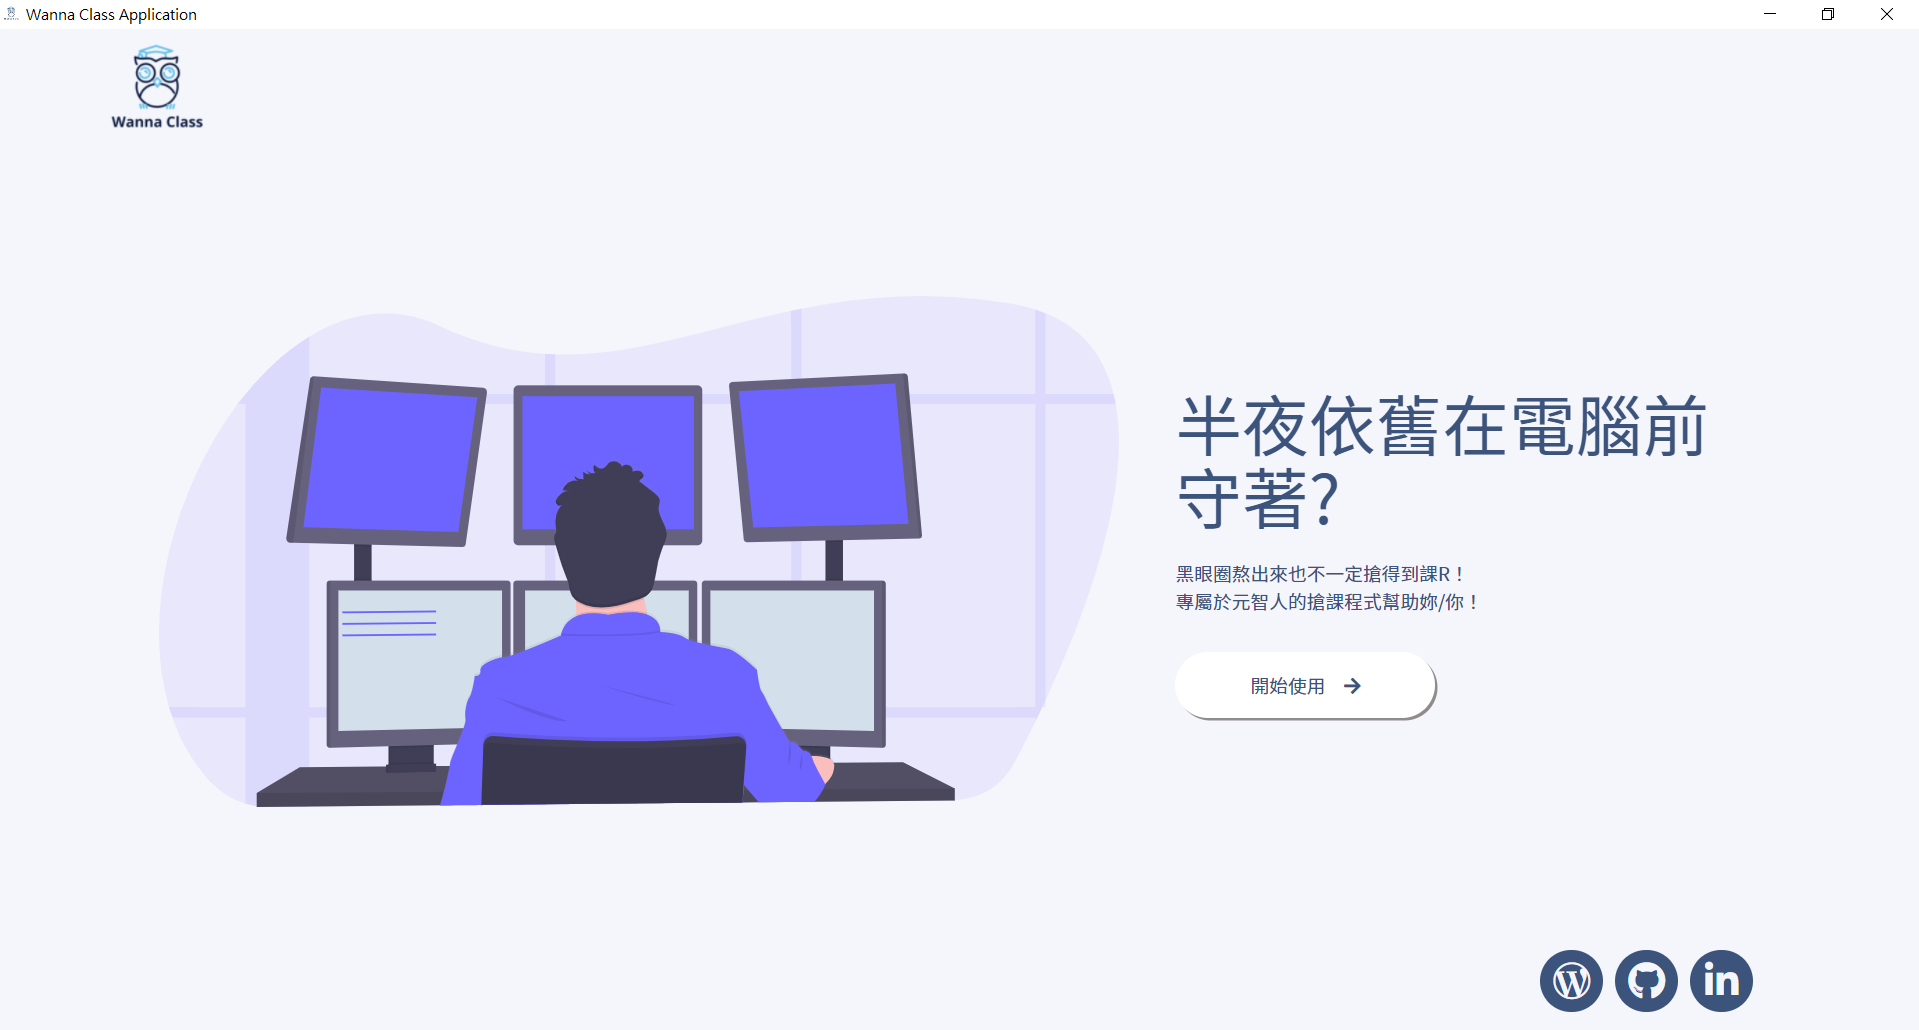 Wanna Class Application
Wanna Class
半夜依舊在電腦前
守著?
黑眼圈熬出來也不一定搶得到課R！
專屬於元智人的搶課程式幫助妳/你！
開始使用